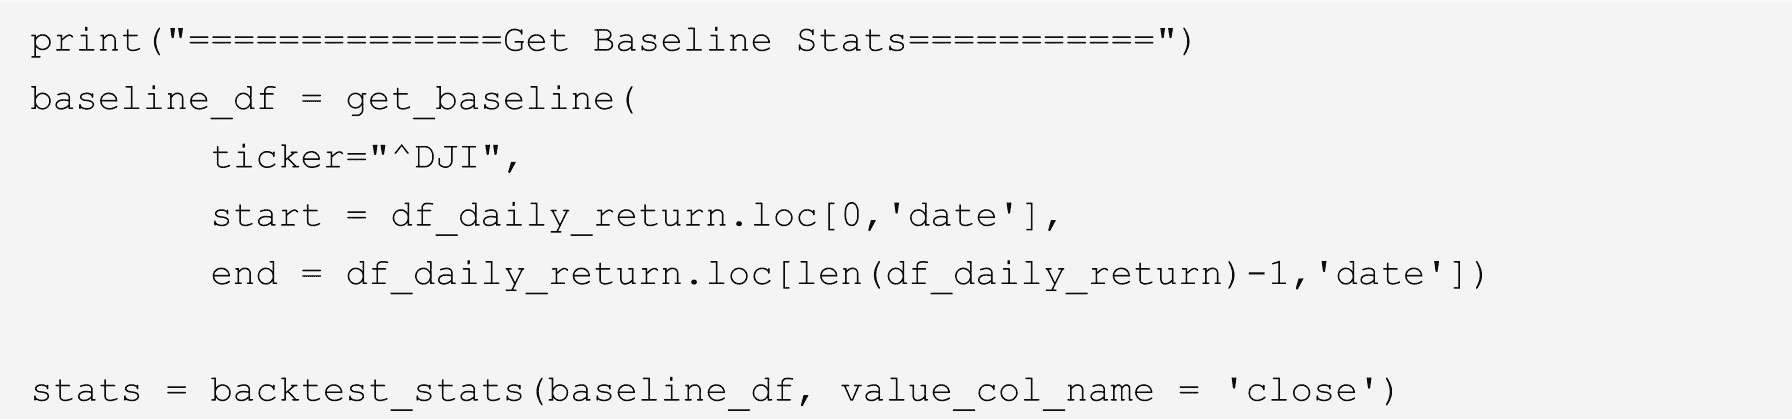 print("==============Get Baseline Stats===========")
baseline_df = get_baseline(
        ticker="^DJI",
        start = df_daily_return.loc[0,'date'],
        end = df_daily_return.loc[len(df_daily_return)-1,'date'])

stats = backtest_stats(baseline_df, value_col_name = 'close')